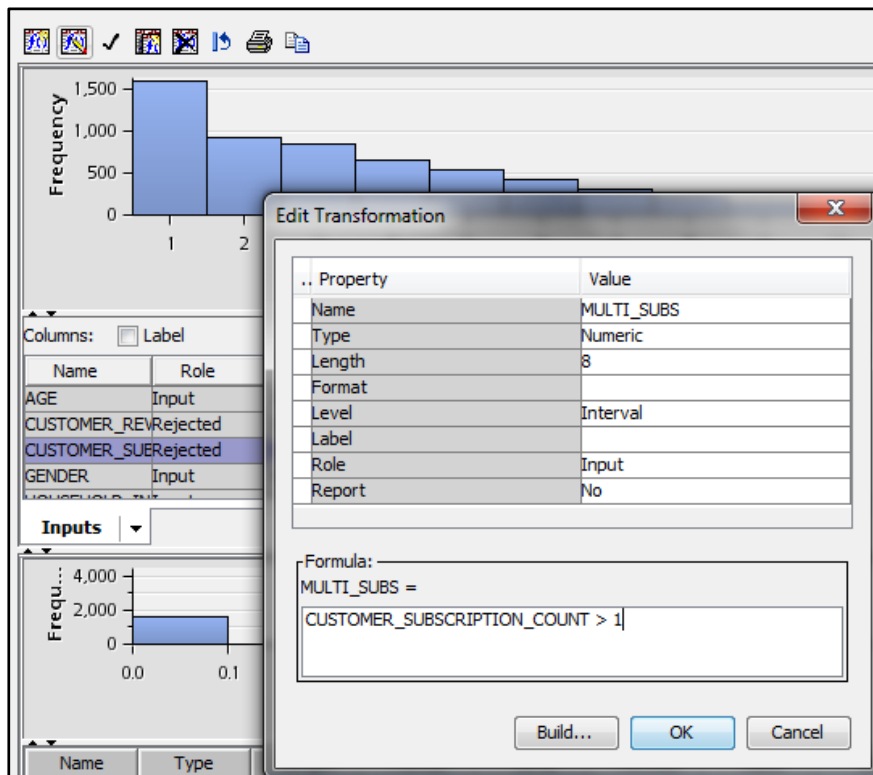 1,500
1,000
500
0
Frequency
1
2
Edit Transformation
X
.. Property Value
Name MULTI_SUBS
Type Numeric
Length 8
Format
Level Interval
Label
Role Input
Report No
Formula:
MULTI_SUBS =
CUSTOMER_SUBSCRIPTION_COUNT > 1
Build... OK Cancel
Columns: Label
Name Role
AGE Input
CUSTOMER_REV Rejected
CUSTOMER_SUB Rejected
GENDER Input
Inputs
4,000
2,000
0
Frequ...
0.0 0.1
Name Type